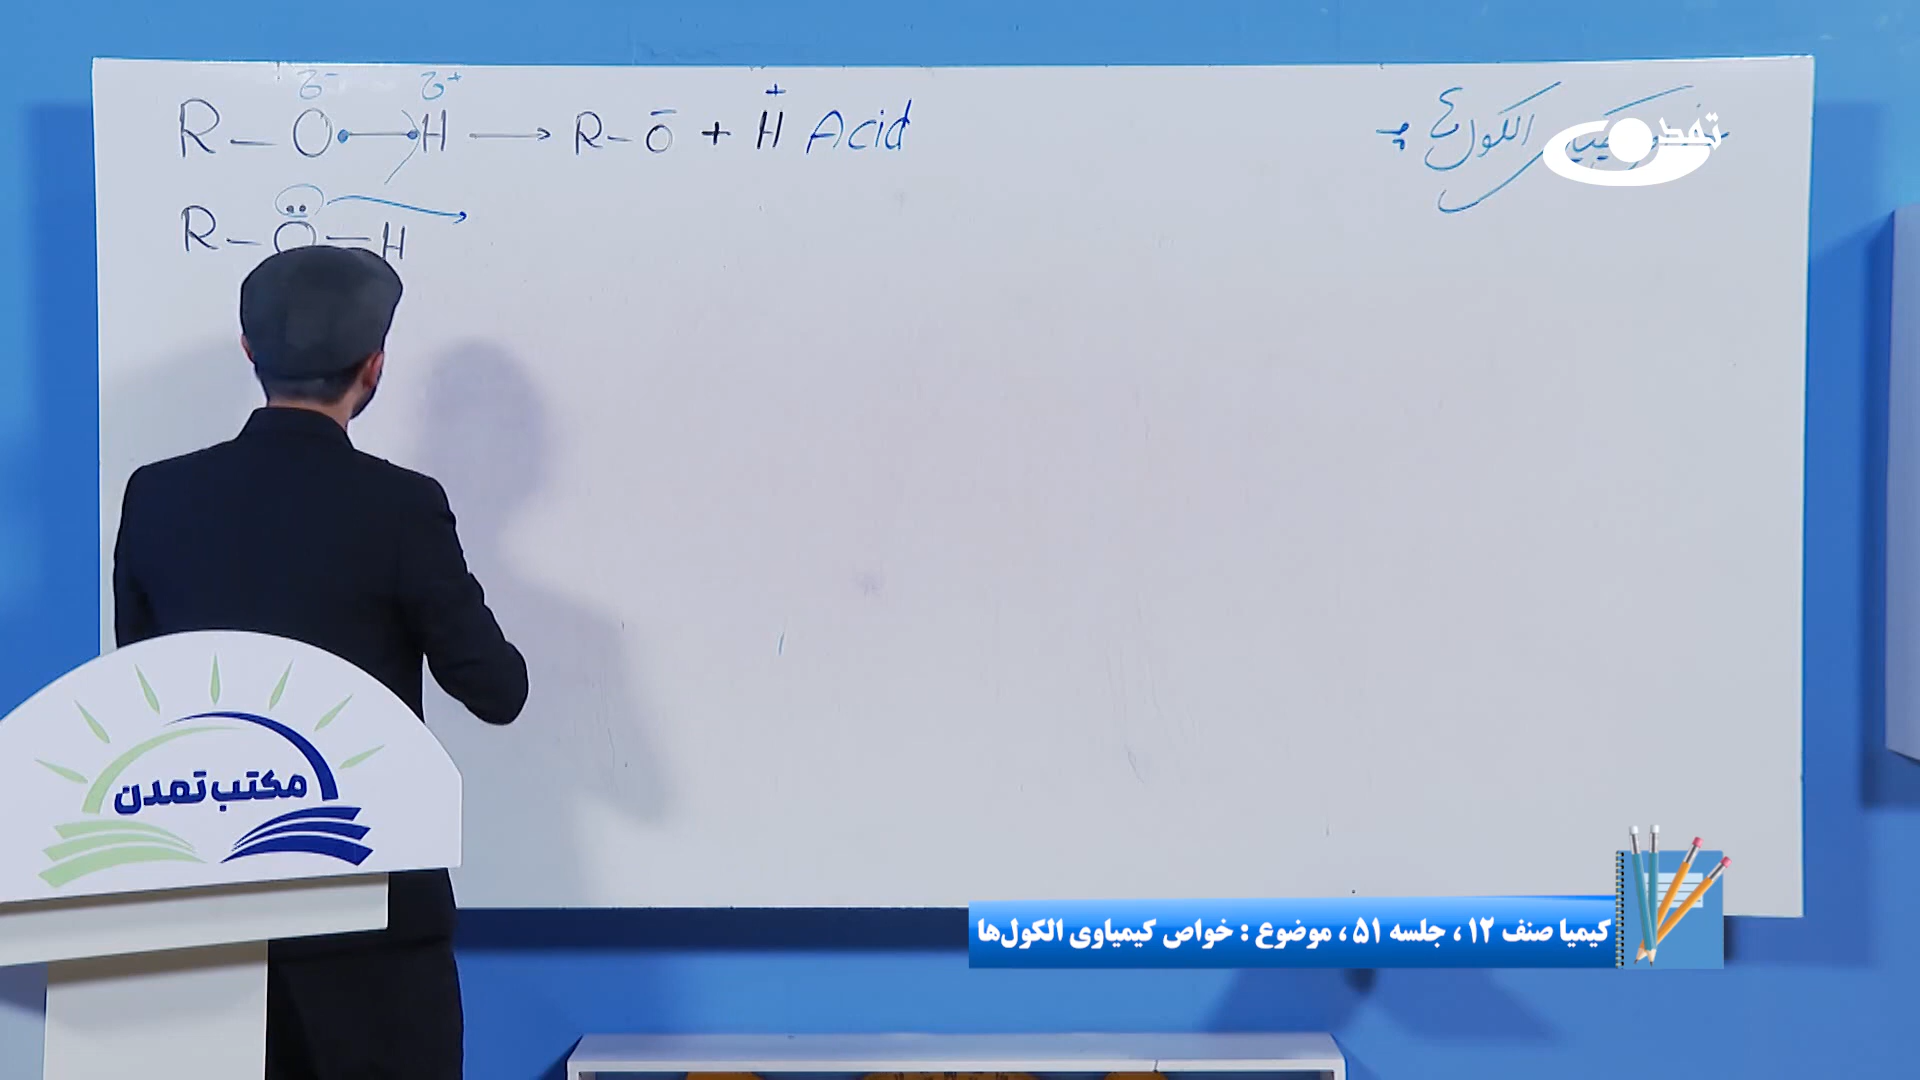 δ- δ+
R – O — H → R – O⁻ + H⁺ Acid
خواص کیمیاوی الکول ها
R – O – H
تمدن
مکتب تمدن
کیمیا صنف ۱۲ ، جلسه ۵۱ ، موضوع : خواص کیمیاوی الکول‌ها